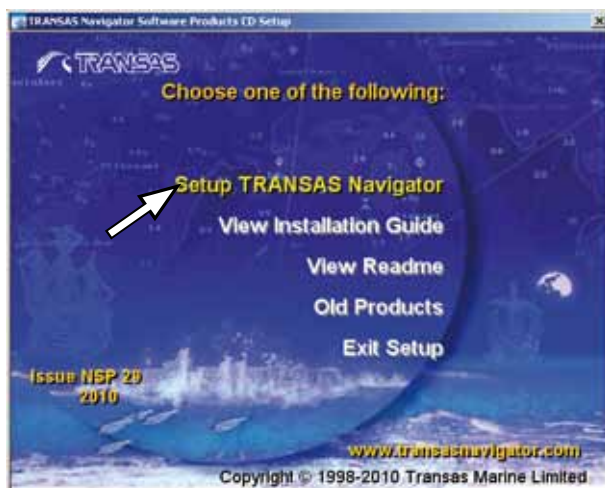 TRANSAS Navigator Software Products CD Setup
TRANSAS
Choose one of the following:
Setup TRANSAS Navigator
View Installation Guide
View Readme
Old Products
Exit Setup
Issue NSP 29
2010
www.transasnavigator.com
Copyright © 1998-2010 Transas Marine Limited